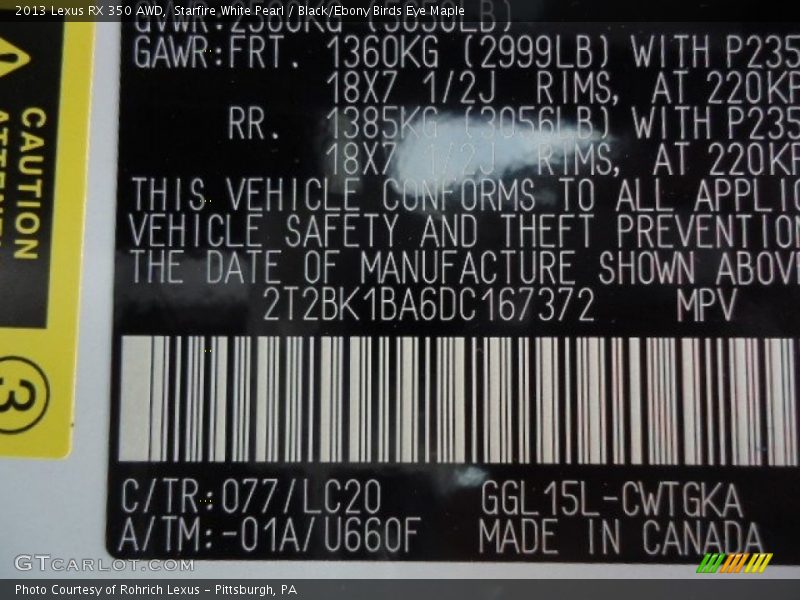 2013 Lexus RX 350 AWD, Starfire White Pearl / Black/Ebony Birds Eye Maple
GAWR:FRT. 1360KG (2999LB) WITH P235
18X7 1/2J RIMS, AT 220KP
RR. 1385KG (3056LB) WITH P235
18X7 1/2J RIMS, AT 220KP
THIS VEHICLE CONFORMS TO ALL APPLIC
VEHICLE SAFETY AND THEFT PREVENTION
THE DATE OF MANUFACTURE SHOWN ABOVE
2T2BK1BA6DC167372 MPV
C/TR:077/LC20 GGL15L-CWTGKA
A/TM:-01A/U660F MADE IN CANADA
CAUTION
3
GTCARLOT.COM
Photo Courtesy of Rohrich Lexus - Pittsburgh, PA